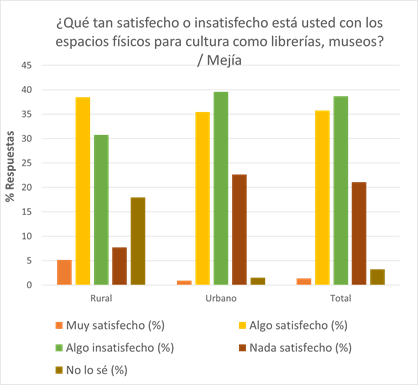 ¿Qué tan satisfecho o insatisfecho está usted con los
espacios físicos para cultura como librerías, museos?
/ Mejía
% Respuestas
45
40
35
30
25
20
15
10
5
0
Rural
Urbano
Total
Muy satisfecho (%)
Algo satisfecho (%)
Algo insatisfecho (%)
Nada satisfecho (%)
No lo sé (%)